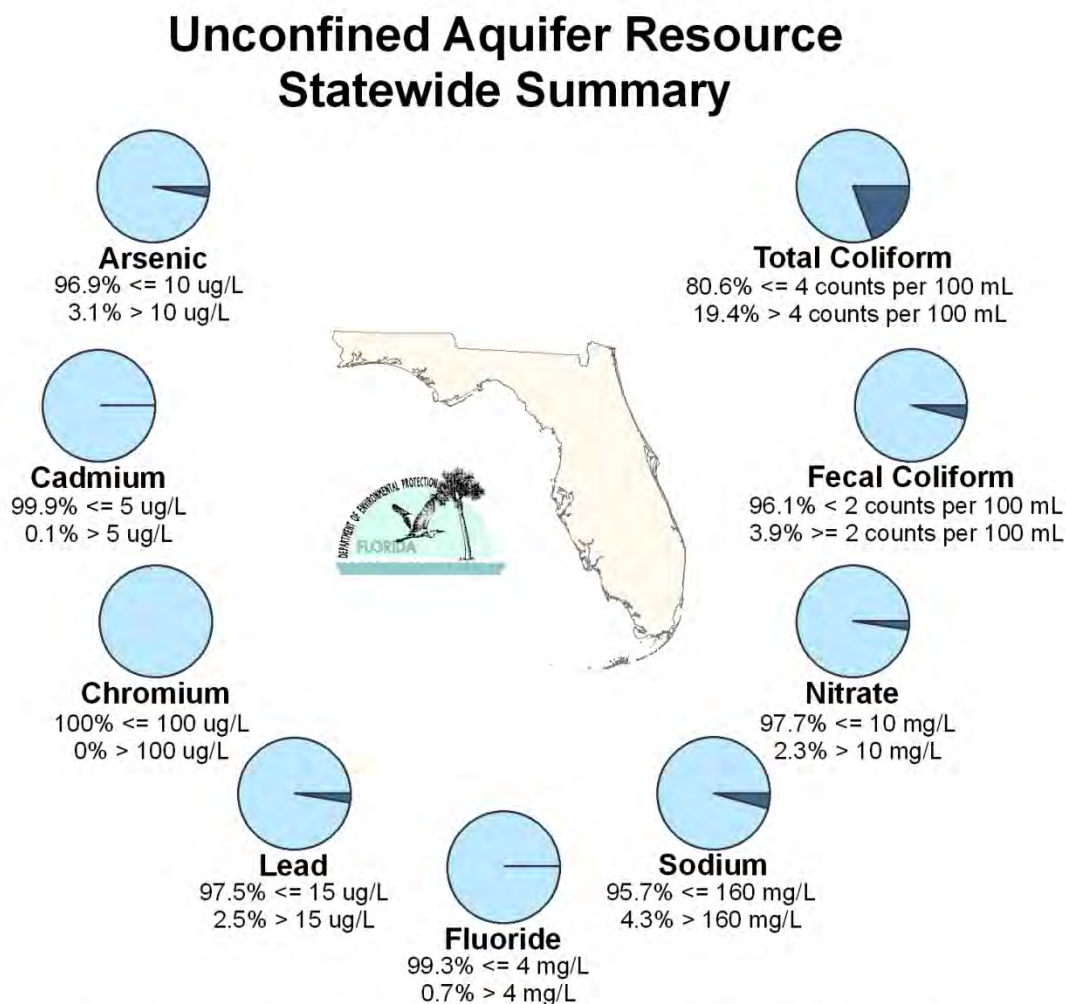 Unconfined Aquifer Resource
Statewide Summary
Arsenic
96.9% <= 10 ug/L
3.1% > 10 ug/L
Total Coliform
80.6% <= 4 counts per 100 mL
19.4% > 4 counts per 100 mL
Cadmium
99.9% <= 5 ug/L
0.1% > 5 ug/L
DEPARTMENT OF ENVIRONMENTAL PROTECTION
FLORIDA
Fecal Coliform
96.1% < 2 counts per 100 mL
3.9% >= 2 counts per 100 mL
Chromium
100% <= 100 ug/L
0% > 100 ug/L
Nitrate
97.7% <= 10 mg/L
2.3% > 10 mg/L
Lead
97.5% <= 15 ug/L
2.5% > 15 ug/L
Fluoride
99.3% <= 4 mg/L
0.7% > 4 mg/L
Sodium
95.7% <= 160 mg/L
4.3% > 160 mg/L